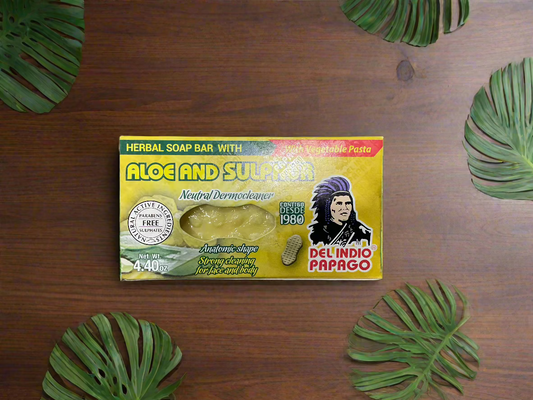 HERBAL SOAP BAR WITH
With Vegetable Pasta
ALOE AND SULPHUR
Neutral Dermocleaner
NATURAL ACTIVE INGREDIENTS
PARABENS
FREE
SULPHATES
CONTIGO
DESDE
1980
Anatomic shape
Strong cleaning
for face and body
Net Wt
4.40 oz
DEL INDIO
PAPAGO